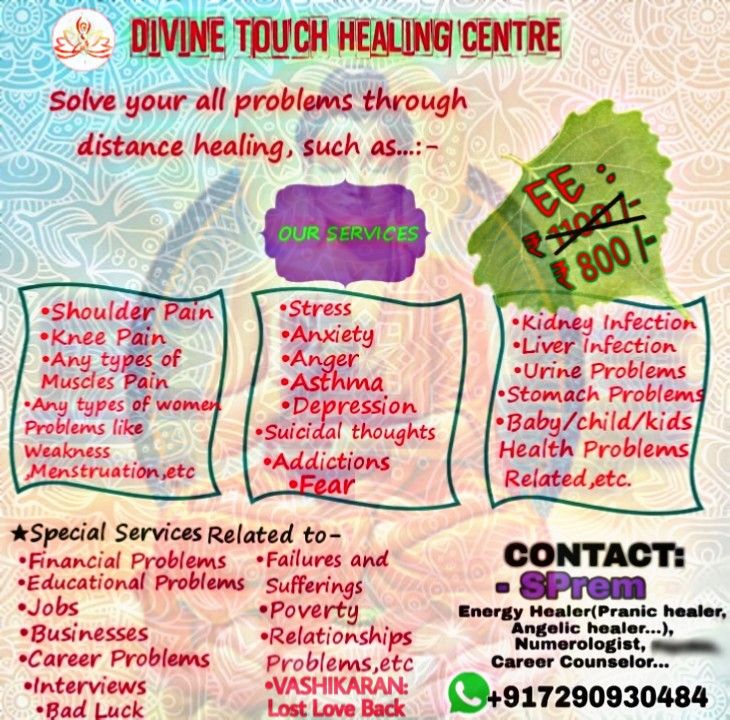 DIVINE TOUCH HEALING CENTRE
Solve your all problems through
distance healing, such as...:-
EE :
₹ 1100 /-
₹ 800 /-
OUR SERVICES
•Shoulder Pain
•Knee Pain
•Any types of
Muscles Pain
•Any types of women
Problems like
Weakness
,Menstruation,etc
•Stress
•Anxiety
•Anger
•Asthma
•Depression
•Suicidal thoughts
•Addictions
•Fear
•Kidney Infection
•Liver Infection
•Urine Problems
•Stomach Problems
•Baby/child/kids
Health Problems
Related,etc.
★Special Services Related to-
•Financial Problems
•Educational Problems
•Jobs
•Businesses
•Career Problems
•Interviews
•Bad Luck
•Failures and
Sufferings
•Poverty
•Relationships
Problems,etc
•VASHIKARAN:
Lost Love Back
CONTACT:
- SPrem
Energy Healer(Pranic healer,
Angelic healer...),
Numerologist,
Career Counselor...
+917290930484